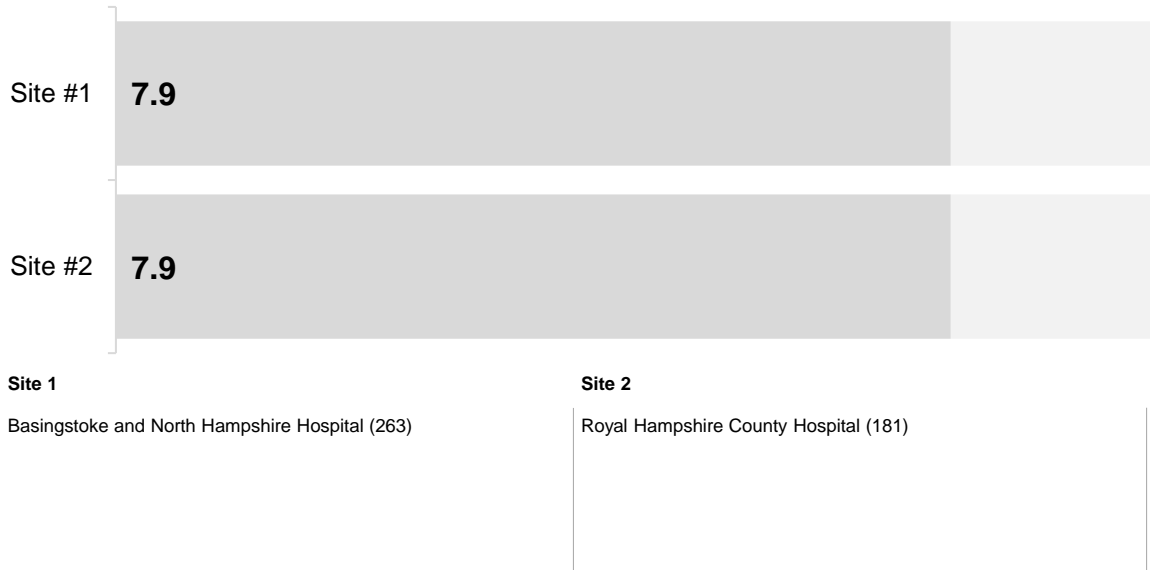 Site #1
7.9
Site #2
7.9
Site 1
Site 2
Basingstoke and North Hampshire Hospital (263)
Royal Hampshire County Hospital (181)